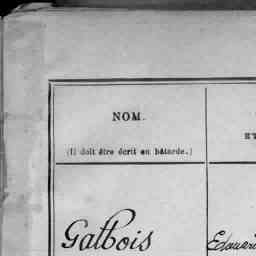 NOM.
(Il doit être écrit en bâtarde.)
Galbois